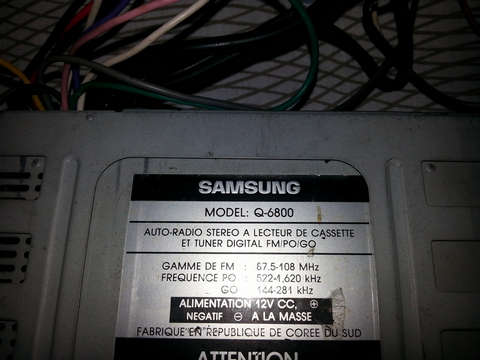 SAMSUNG
MODEL: Q-6800
AUTO-RADIO STEREO A LECTEUR DE CASSETTE
ET TUNER DIGITAL FM/PO/GO
GAMME DE FM : 87.5-108 MHz
FREQUENCE PO : 522-1,620 kHz
GO : 144-281 kHz
ALIMENTATION 12V CC, ⊕
NEGATIF ⊖ A LA MASSE
FABRIQUE EN REPUBLIQUE DE COREE DU SUD
ATTENTION